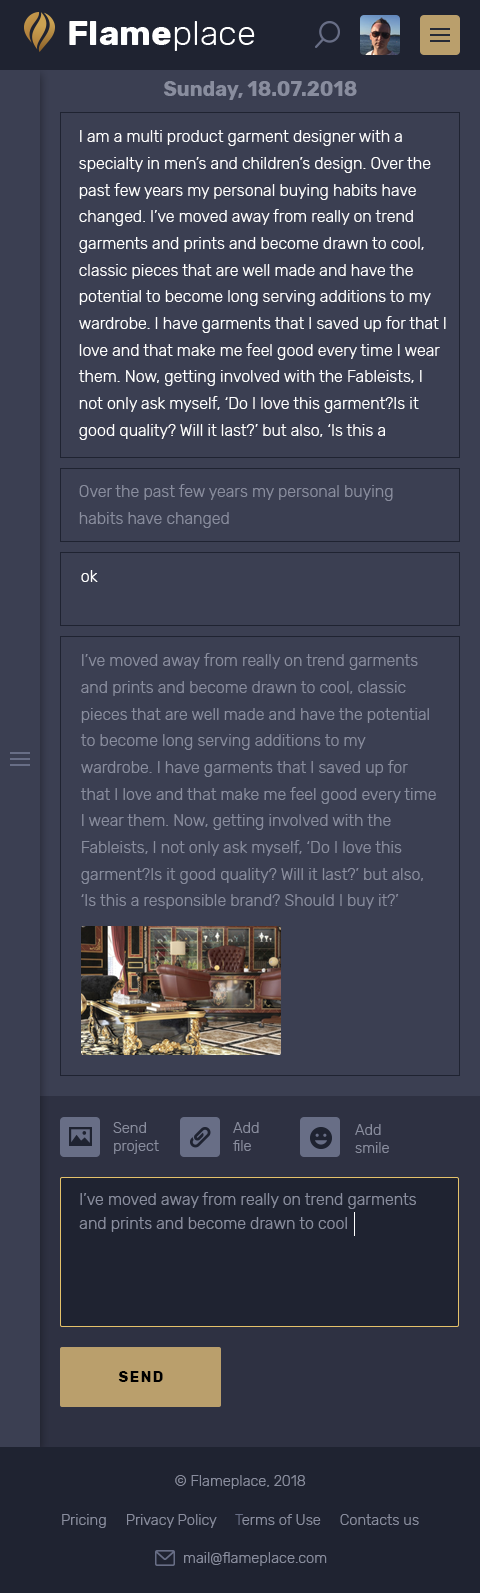 Flameplace
Sunday, 18.07.2018
I am a multi product garment designer with a
specialty in men’s and children’s design. Over the
past few years my personal buying habits have
changed. I’ve moved away from really on trend
garments and prints and become drawn to cool,
classic pieces that are well made and have the
potential to become long serving additions to my
wardrobe. I have garments that I saved up for that I
love and that make me feel good every time I wear
them. Now, getting involved with the Fableists, I
not only ask myself, ‘Do I love this garment?Is it
good quality? Will it last?’ but also, ‘Is this a
Over the past few years my personal buying
habits have changed
ok
I’ve moved away from really on trend garments
and prints and become drawn to cool, classic
pieces that are well made and have the potential
to become long serving additions to my
wardrobe. I have garments that I saved up for
that I love and that make me feel good every time
I wear them. Now, getting involved with the
Fableists, I not only ask myself, ‘Do I love this
garment?Is it good quality? Will it last?’ but also,
‘Is this a responsible brand? Should I buy it?’
Send
project
Add
file
Add
smile
I’ve moved away from really on trend garments
and prints and become drawn to cool
SEND
© Flameplace, 2018
Pricing Privacy Policy Terms of Use Contacts us
mail@flameplace.com